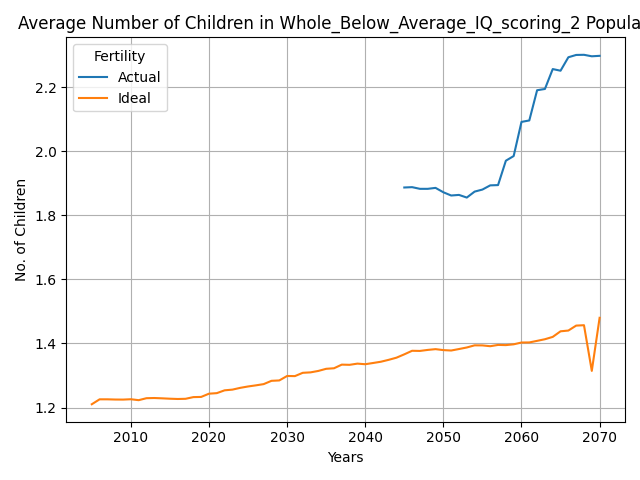 Average Number of Children in Whole_Below_Average_IQ_scoring_2 Popula
Fertility
Actual
Ideal
No. of Children
2.2
2.0
1.8
1.6
1.4
1.2
2010 2020 2030 2040 2050 2060 2070
Years